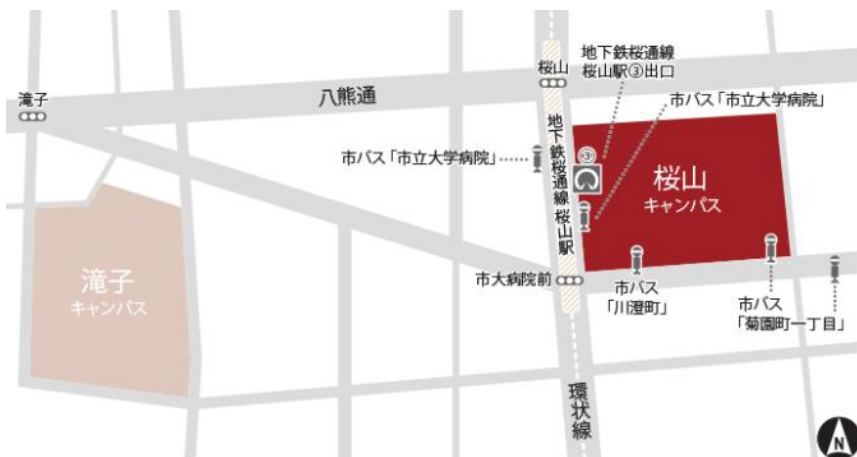 地下鉄桜通線
桜山駅③出口
桜山
滝子
八熊通
市バス「市立大学病院」
市バス「市立大学病院」
地下鉄桜通線 桜山駅
③
桜山
キャンパス
滝子
キャンパス
市大病院前
市バス
「川澄町」
市バス
「菊園町一丁目」
環状線
N